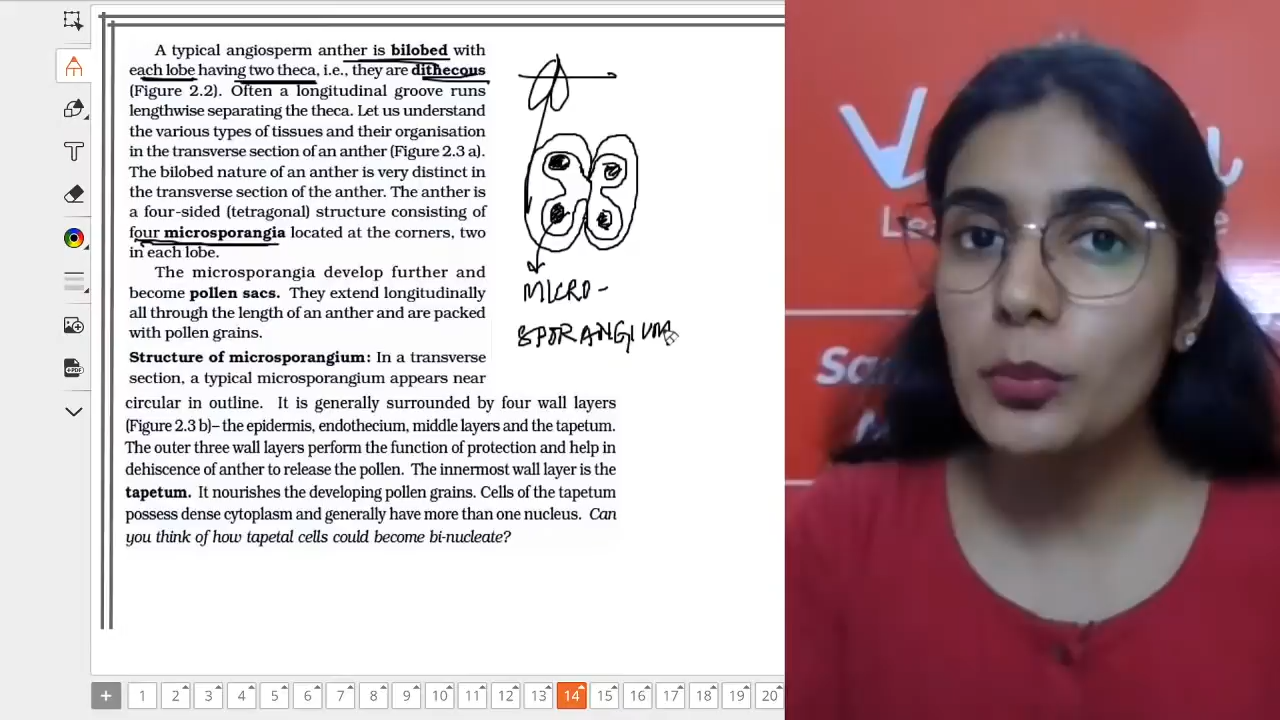 A typical angiosperm anther is bilobed with
each lobe having two theca, i.e., they are dithecous
(Figure 2.2). Often a longitudinal groove runs
lengthwise separating the theca. Let us understand
the various types of tissues and their organisation
in the transverse section of an anther (Figure 2.3 a).
The bilobed nature of an anther is very distinct in
the transverse section of the anther. The anther is
a four-sided (tetragonal) structure consisting of
four microsporangia located at the corners, two
in each lobe.
The microsporangia develop further and
become pollen sacs. They extend longitudinally
all through the length of an anther and are packed
with pollen grains.
Structure of microsporangium: In a transverse
section, a typical microsporangium appears near
circular in outline. It is generally surrounded by four wall layers
(Figure 2.3 b)– the epidermis, endothecium, middle layers and the tapetum.
The outer three wall layers perform the function of protection and help in
dehiscence of anther to release the pollen. The innermost wall layer is the
tapetum. It nourishes the developing pollen grains. Cells of the tapetum
possess dense cytoplasm and generally have more than one nucleus. Can
you think of how tapetal cells could become bi-nucleate?
MICRO-
SPORANGIUM
T
PDF
+ 1 2 3 4 5 6 7 8 9 10 11 12 13 14 15 16 17 18 19 20